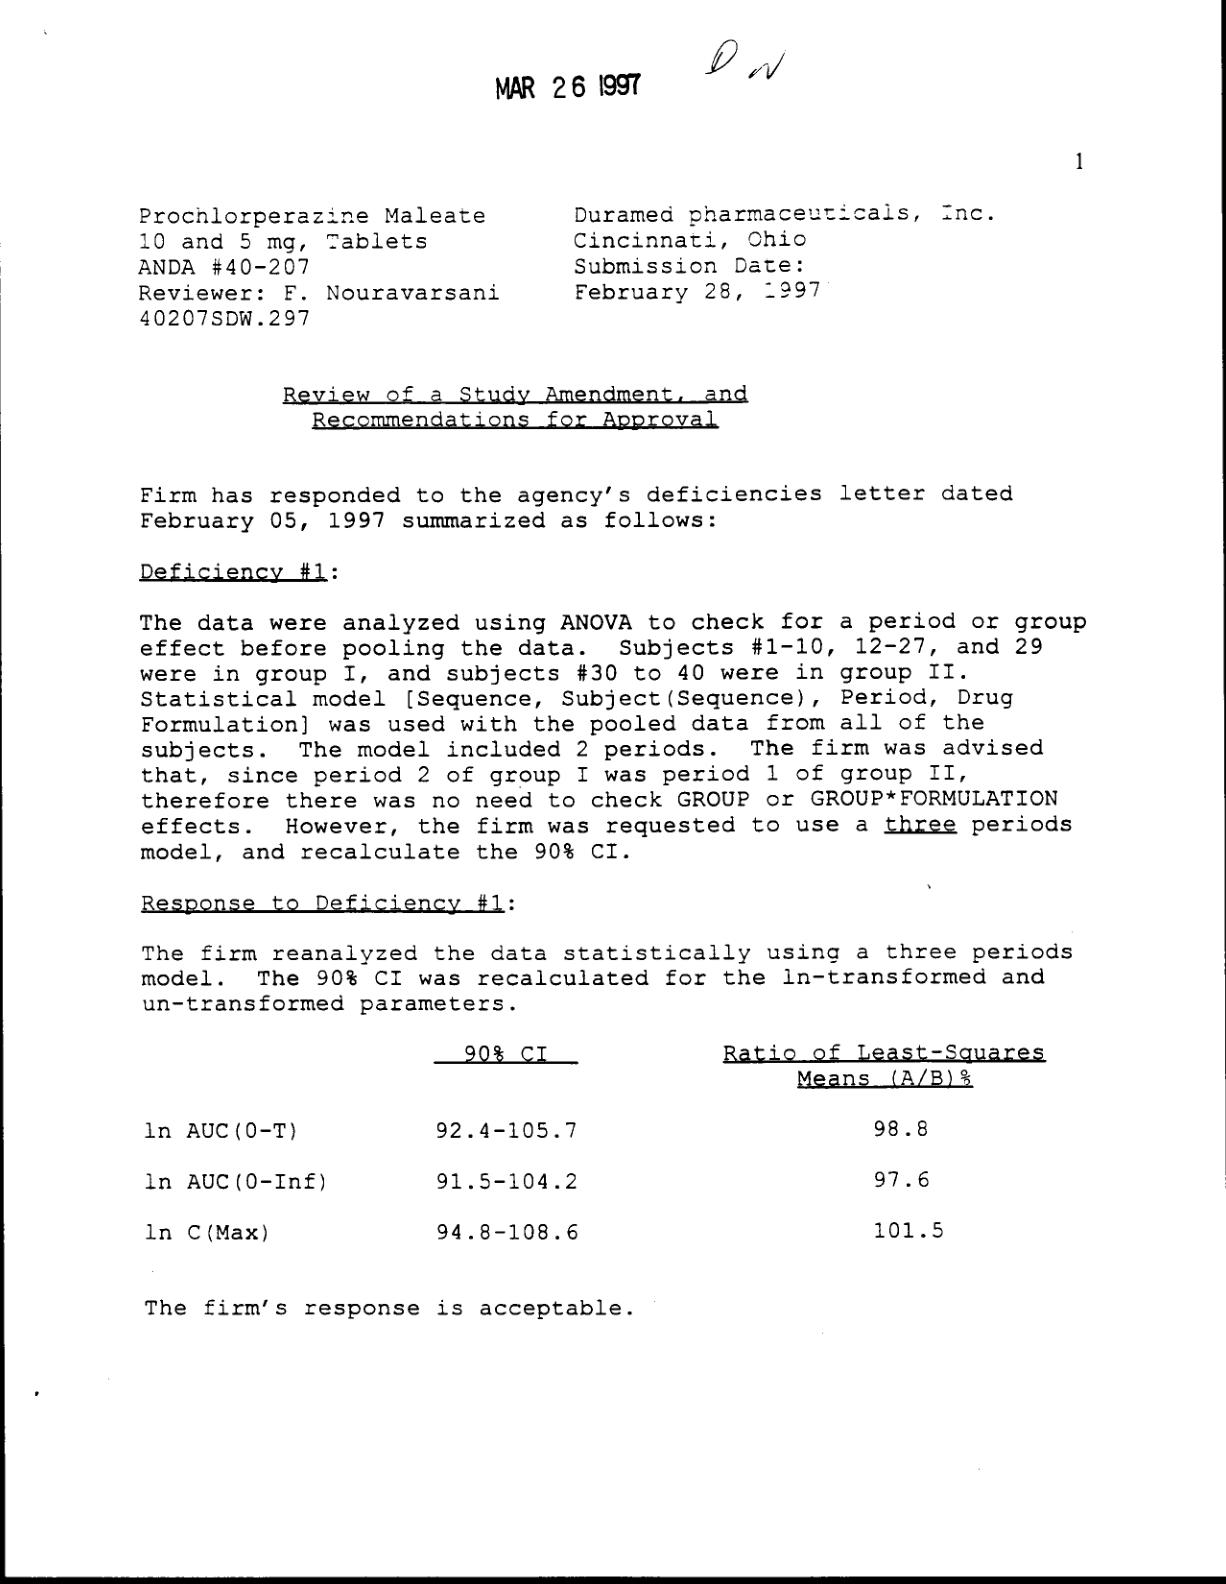 MAR 26 1997
1
Prochlorperazine Maleate
10 and 5 mg, Tablets
ANDA #40-207
Reviewer: F. Nouravarsani
40207SDW.297
Duramed pharmaceuticals, Inc.
Cincinnati, Ohio
Submission Date:
February 28, 1997
Review of a Study Amendment, and
Recommendations for Approval
Firm has responded to the agency's deficiencies letter dated
February 05, 1997 summarized as follows:
Deficiency #1:
The data were analyzed using ANOVA to check for a period or group
effect before pooling the data.  Subjects #1-10, 12-27, and 29
were in group I, and subjects #30 to 40 were in group II.
Statistical model [Sequence, Subject(Sequence), Period, Drug
Formulation] was used with the pooled data from all of the
subjects.  The model included 2 periods.  The firm was advised
that, since period 2 of group I was period 1 of group II,
therefore there was no need to check GROUP or GROUP*FORMULATION
effects.  However, the firm was requested to use a three periods
model, and recalculate the 90% CI.
Response to Deficiency #1:
The firm reanalyzed the data statistically using a three periods
model.  The 90% CI was recalculated for the ln-transformed and
un-transformed parameters.
90% CI Ratio of Least-Squares
Means (A/B)%
ln AUC(0-T) 92.4-105.7 98.8
ln AUC(0-Inf) 91.5-104.2 97.6
ln C(Max) 94.8-108.6 101.5
The firm's response is acceptable.